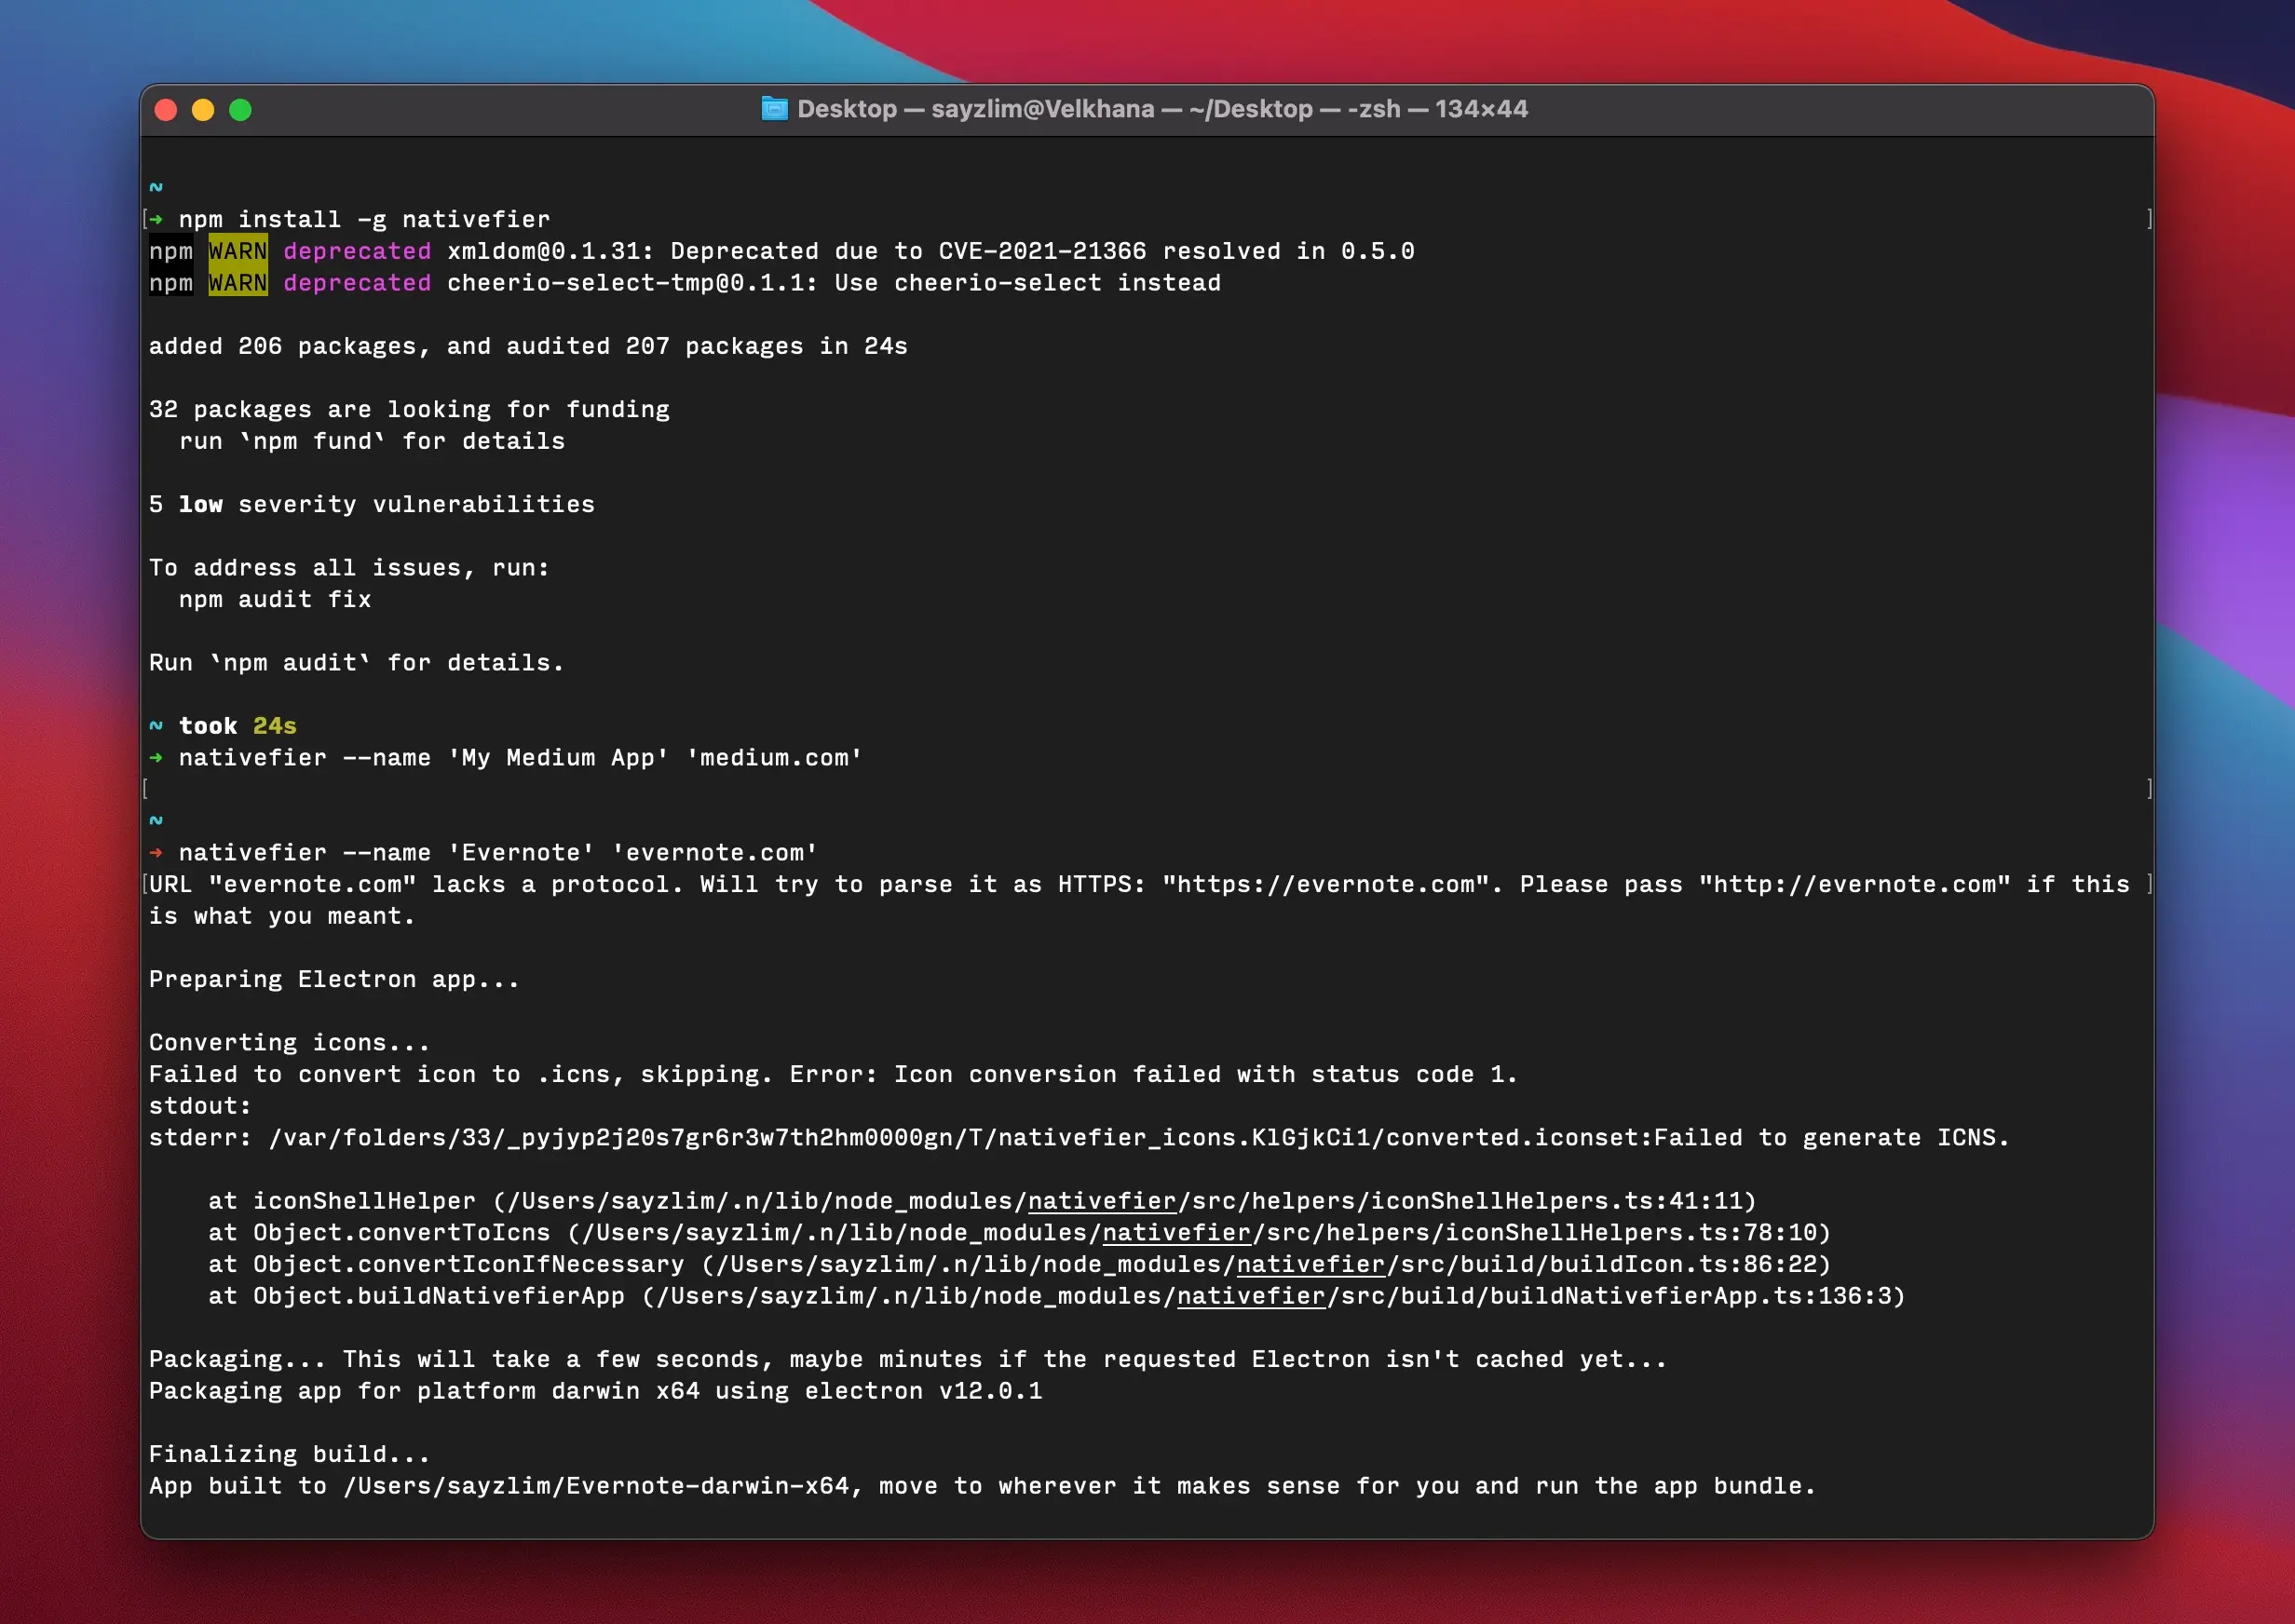 Desktop — sayzlim@Velkhana — ~/Desktop — -zsh — 134×44
~
[➜ npm install -g nativefier ]
npm WARN deprecated xmldom@0.1.31: Deprecated due to CVE-2021-21366 resolved in 0.5.0
npm WARN deprecated cheerio-select-tmp@0.1.1: Use cheerio-select instead
added 206 packages, and audited 207 packages in 24s
32 packages are looking for funding
  run `npm fund` for details
5 low severity vulnerabilities
To address all issues, run:
  npm audit fix
Run `npm audit` for details.
~ took 24s
➜ nativefier --name 'My Medium App' 'medium.com'
[ ]
~
➜ nativefier --name 'Evernote' 'evernote.com'
[URL "evernote.com" lacks a protocol. Will try to parse it as HTTPS: "https://evernote.com". Please pass "http://evernote.com" if this ]
is what you meant.
Preparing Electron app...
Converting icons...
Failed to convert icon to .icns, skipping. Error: Icon conversion failed with status code 1.
stdout:
stderr: /var/folders/33/_pyjyp2j20s7gr6r3w7th2hm0000gn/T/nativefier_icons.KlGjkCi1/converted.iconset:Failed to generate ICNS.
    at iconShellHelper (/Users/sayzlim/.n/lib/node_modules/nativefier/src/helpers/iconShellHelpers.ts:41:11)
    at Object.convertToIcns (/Users/sayzlim/.n/lib/node_modules/nativefier/src/helpers/iconShellHelpers.ts:78:10)
    at Object.convertIconIfNecessary (/Users/sayzlim/.n/lib/node_modules/nativefier/src/build/buildIcon.ts:86:22)
    at Object.buildNativefierApp (/Users/sayzlim/.n/lib/node_modules/nativefier/src/build/buildNativefierApp.ts:136:3)
Packaging... This will take a few seconds, maybe minutes if the requested Electron isn't cached yet...
Packaging app for platform darwin x64 using electron v12.0.1
Finalizing build...
App built to /Users/sayzlim/Evernote-darwin-x64, move to wherever it makes sense for you and run the app bundle.